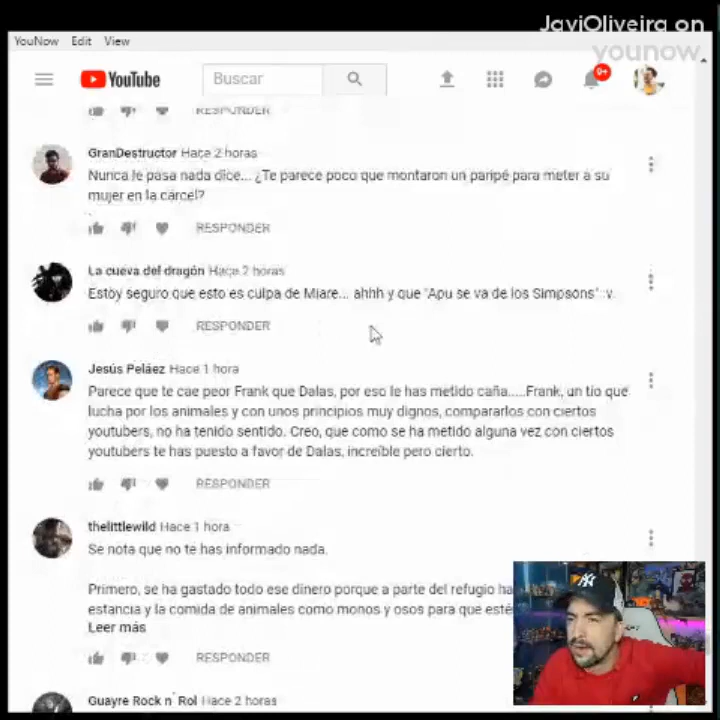 JaviOliveira on
younow
YouNow Edit View
YouTube
Buscar
9+
RESPONDER
GranDestructor Hace 2 horas
Nunca le pasa nada dice... ¿Te parece poco que montaron un paripé para meter a su
mujer en la cárcel?
RESPONDER
La cueva del dragón Hace 2 horas
Estoy seguro que esto es culpa de Miare... ahhh y que "Apu se va de los Simpsons" :v
RESPONDER
Jesús Peláez Hace 1 hora
Parece que te cae peor Frank que Dalas, por eso le has metido caña.....Frank, un tío que
lucha por los animales y con unos principios muy dignos, compararlos con ciertos
youtubers, no ha tenido sentido. Creo, que como se ha metido alguna vez con ciertos
youtubers te has puesto a favor de Dalas, increíble pero cierto.
RESPONDER
thelittlewild Hace 1 hora
Se nota que no te has informado nada.
Primero, se ha gastado todo ese dinero porque a parte del refugio ha
estancia y la comida de animales como monos y osos para que esté
Leer más
RESPONDER
Guayre Rock n´ Rol Hace 2 horas